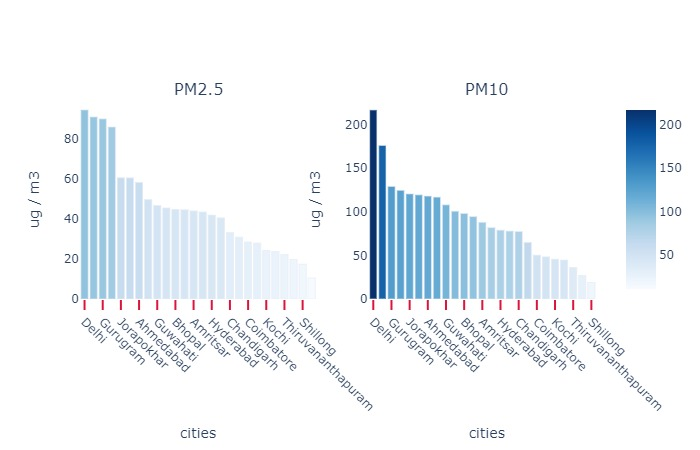 PM2.5
PM10
ug / m3
80
60
40
20
0
Delhi
Gurugram
Jorapokhar
Ahmedabad
Guwahati
Bhopal
Amritsar
Hyderabad
Chandigarh
Coimbatore
Kochi
Thiruvananthapuram
Shillong
cities
ug / m3
200
150
100
50
0
Delhi
Gurugram
Jorapokhar
Ahmedabad
Guwahati
Bhopal
Amritsar
Hyderabad
Chandigarh
Coimbatore
Kochi
Thiruvananthapuram
Shillong
cities
200
150
100
50